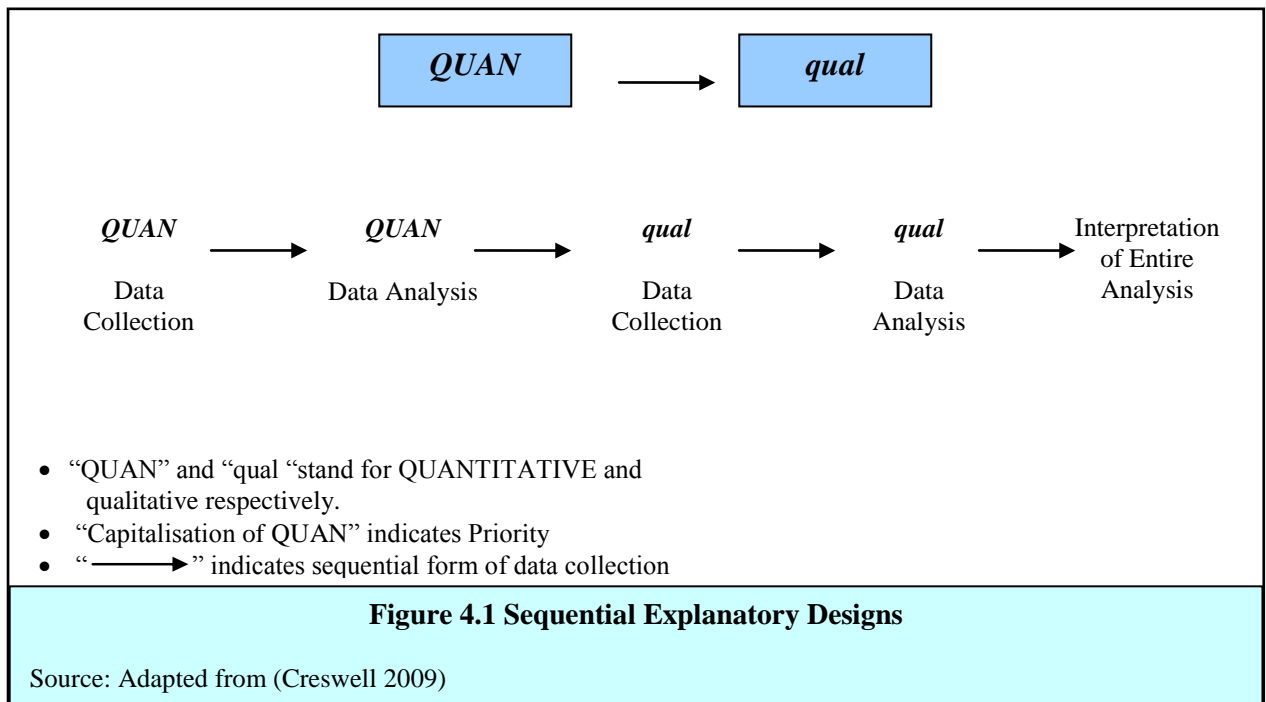 QUAN
qual
QUAN
Data
Collection
QUAN
Data Analysis
qual
Data
Collection
qual
Data
Analysis
Interpretation
of Entire
Analysis
• “QUAN” and “qual “stand for QUANTITATIVE and
qualitative respectively.
• “Capitalisation of QUAN” indicates Priority
• “ ⟶ ” indicates sequential form of data collection
Figure 4.1 Sequential Explanatory Designs
Source: Adapted from (Creswell 2009)